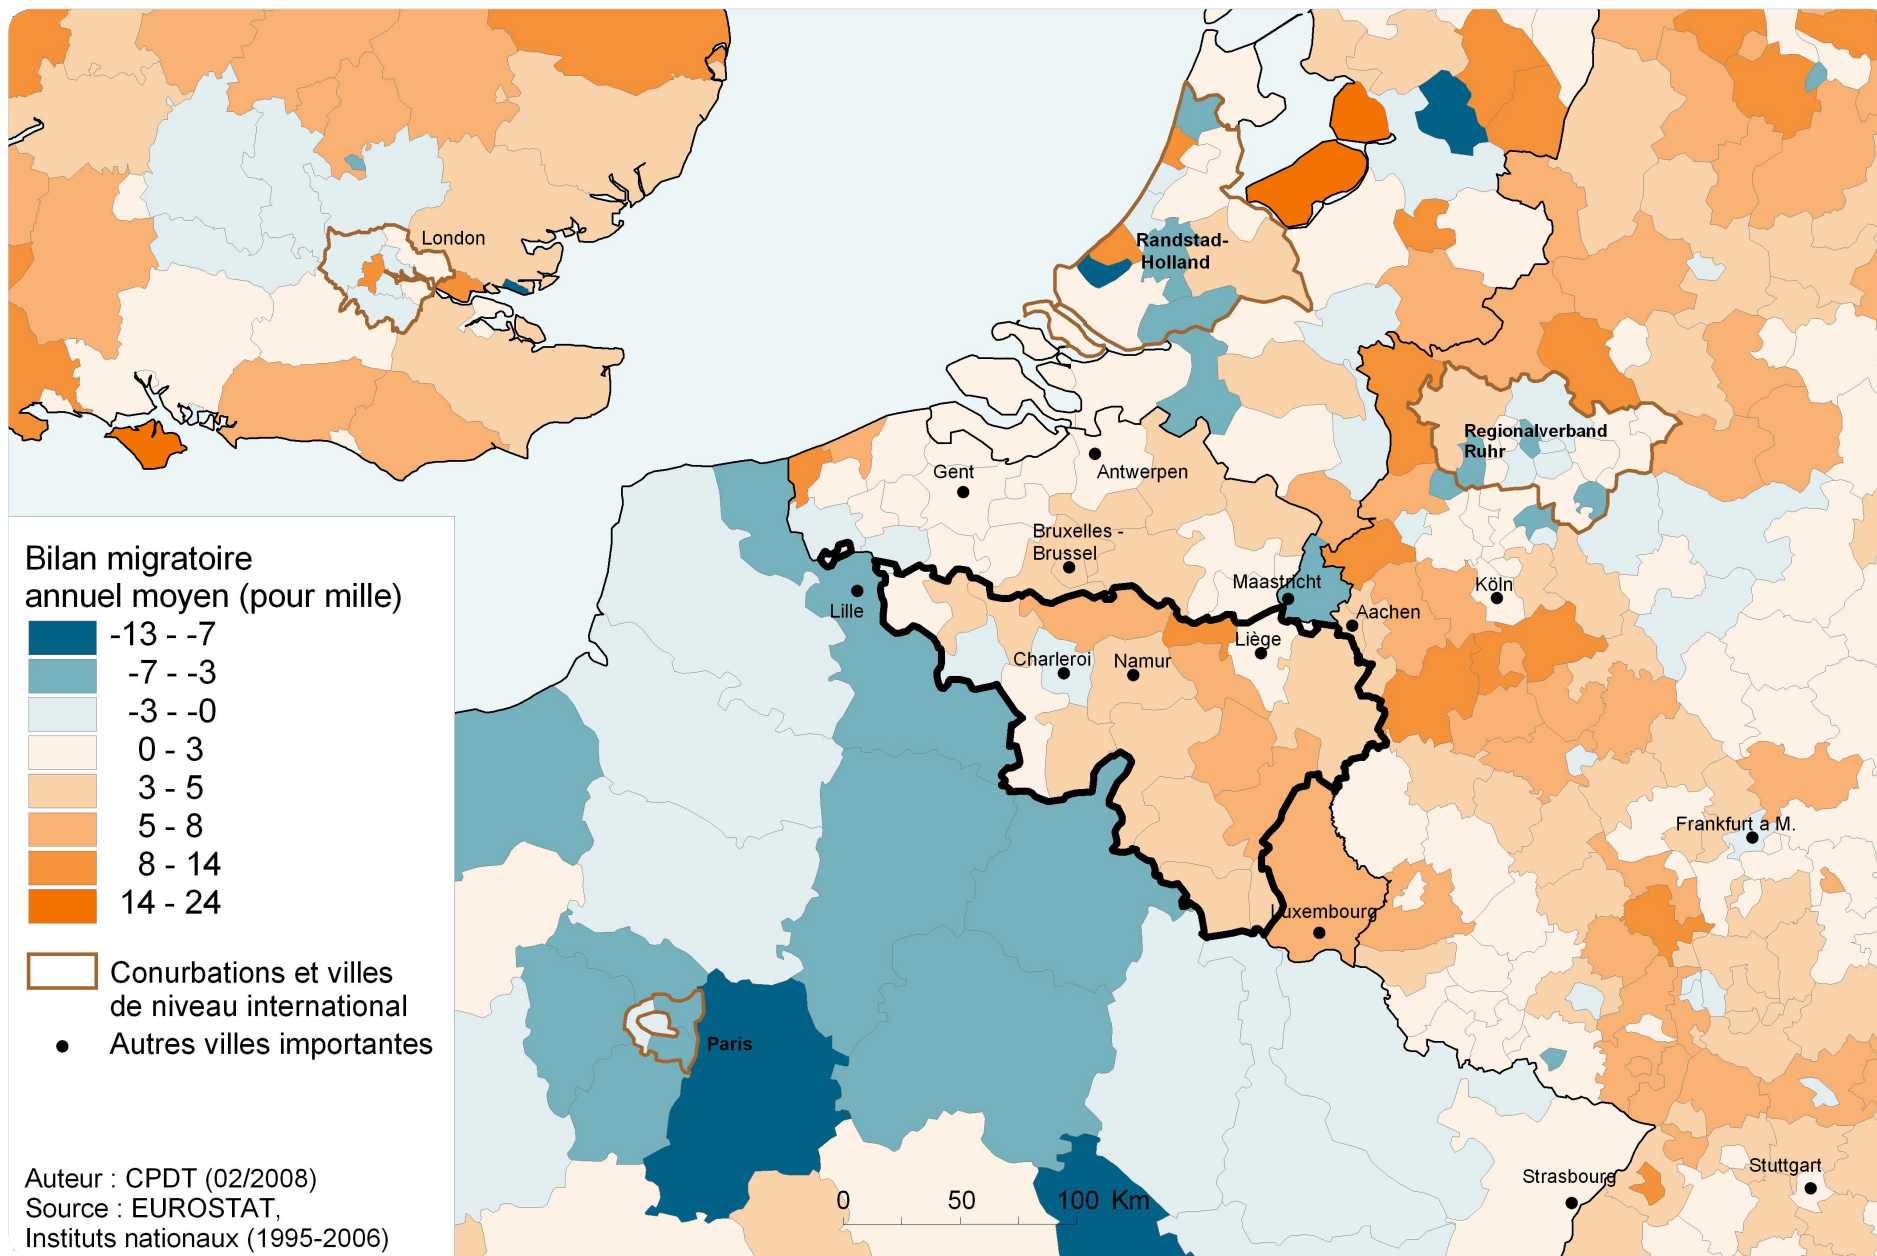 London
Randstad-
Holland
Regionalverband
Ruhr
Gent
Antwerpen
Bruxelles -
Brussel
Maastricht
Köln
Aachen
Lille
Liège
Charleroi
Namur
Frankfurt a M.
Luxembourg
Paris
Strasbourg
Stuttgart
0 50 100 Km
Bilan migratoire
annuel moyen (pour mille)
-13 - -7
-7 - -3
-3 - -0
0 - 3
3 - 5
5 - 8
8 - 14
14 - 24
Conurbations et villes
de niveau international
Autres villes importantes
Auteur : CPDT (02/2008)
Source : EUROSTAT,
Instituts nationaux (1995-2006)